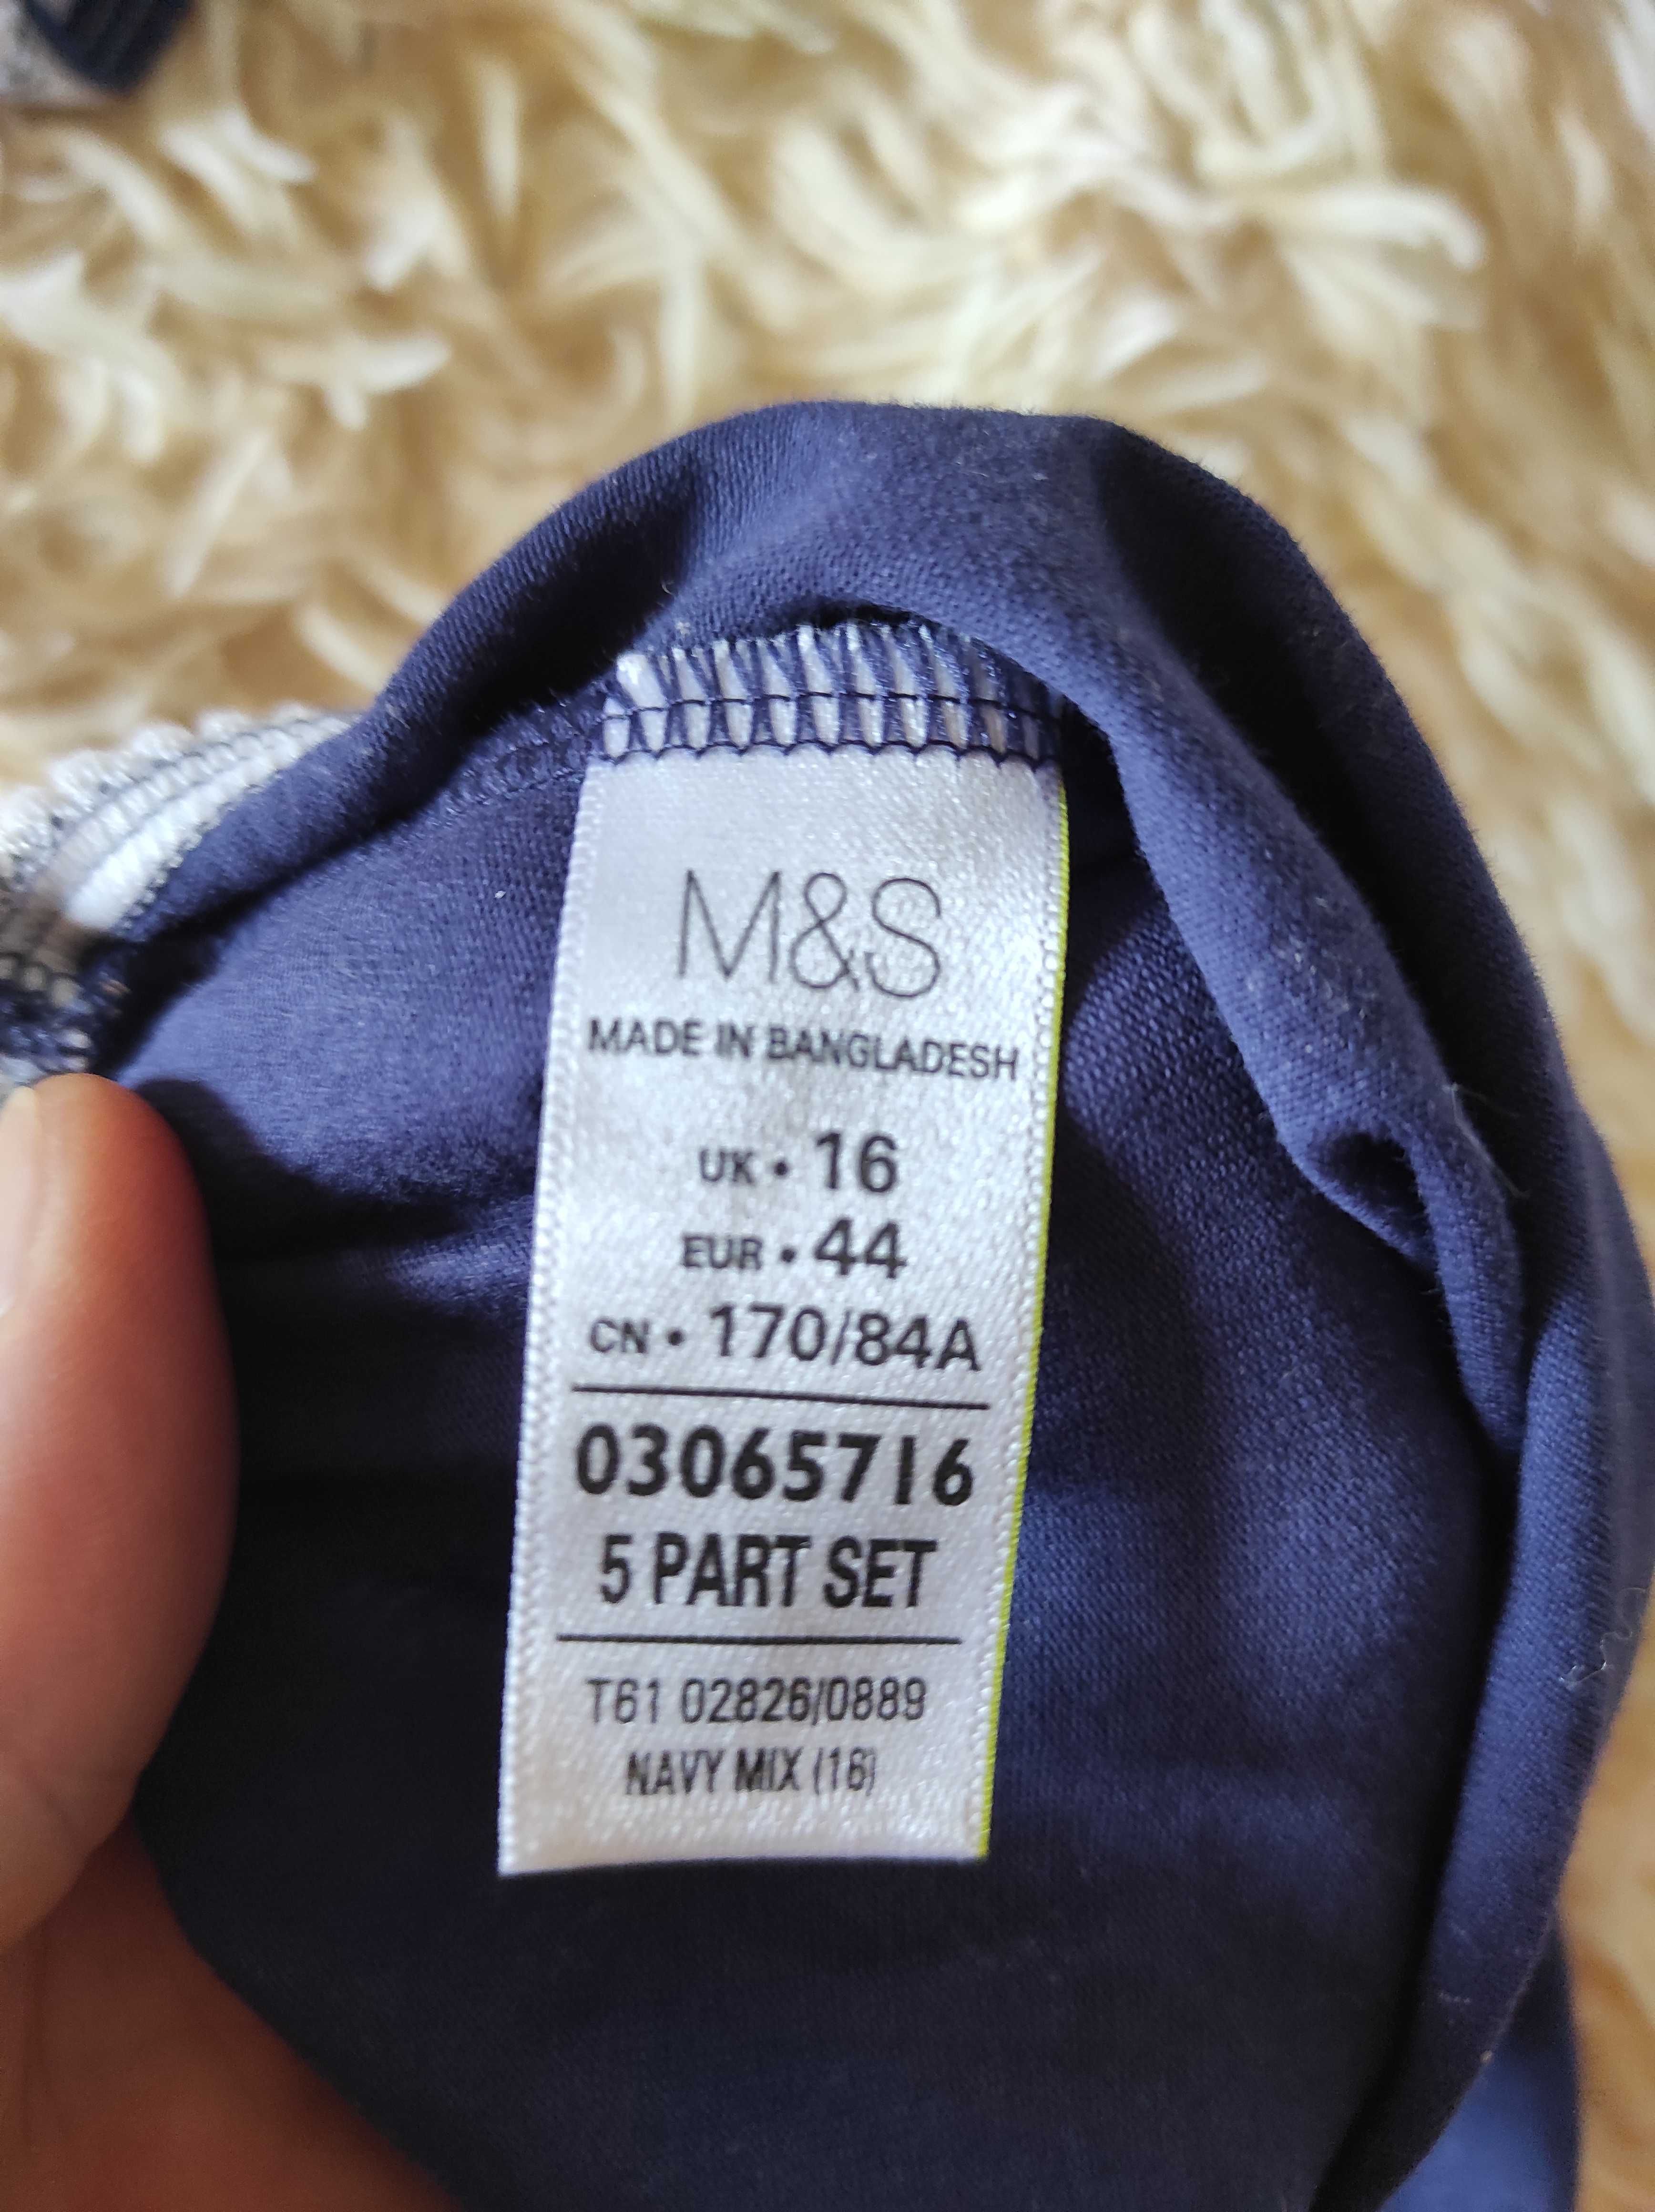 M&S
MADE IN BANGLADESH
UK • 16
EUR • 44
CN • 170/84A
03065716
5 PART SET
T61 02826/0889
NAVY MIX (16)